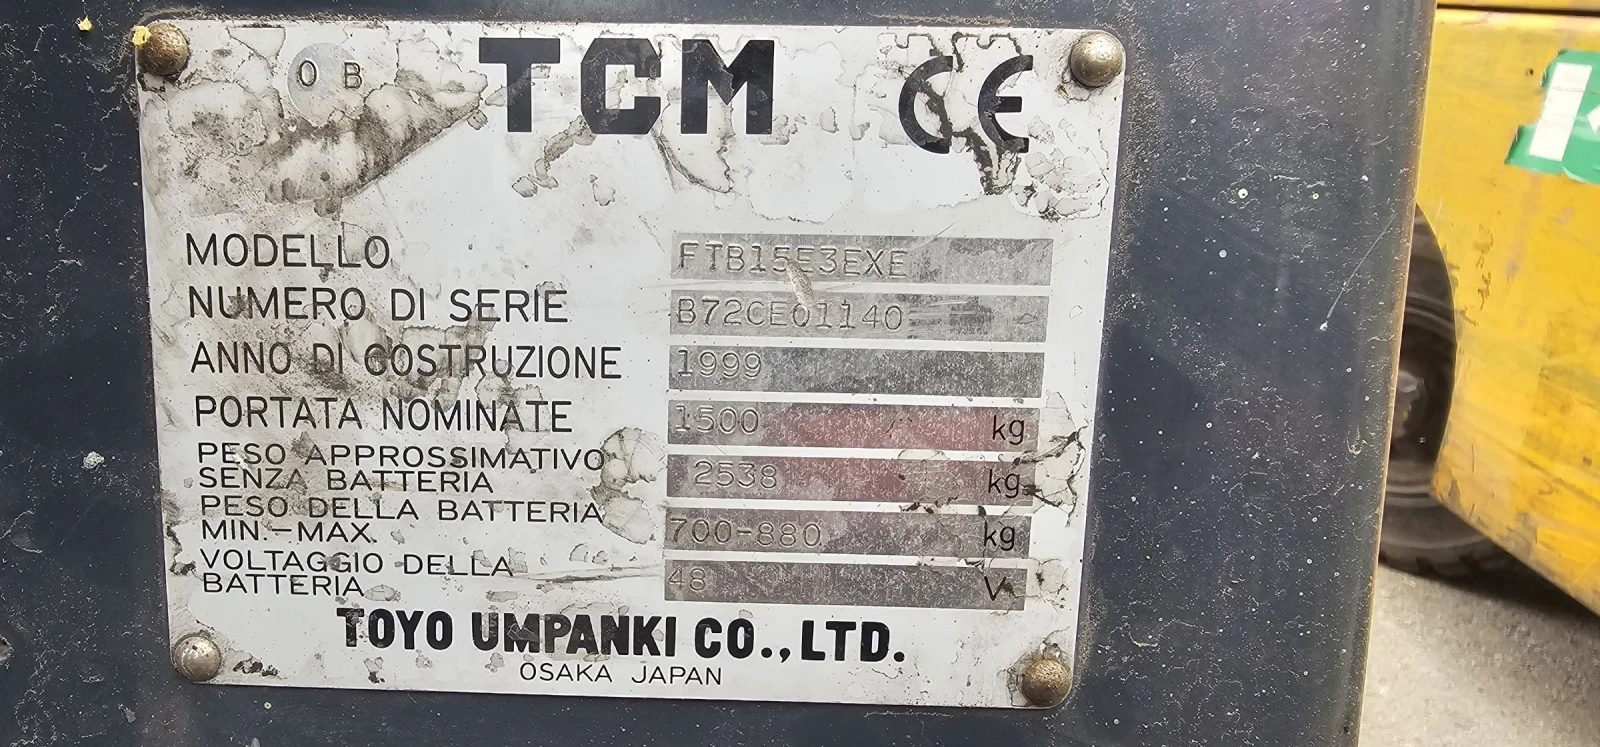 O B
TCM CE
MODELLO FTB15E3EXE
NUMERO DI SERIE B72CE01140
ANNO DI COSTRUZIONE 1999
PORTATA NOMINATE 1500 kg
PESO APPROSSIMATIVO
SENZA BATTERIA 2538 kg
PESO DELLA BATTERIA
MIN.-MAX. 700-880 kg
VOLTAGGIO DELLA
BATTERIA 48 V
TOYO UMPANKI CO., LTD.
OSAKA JAPAN